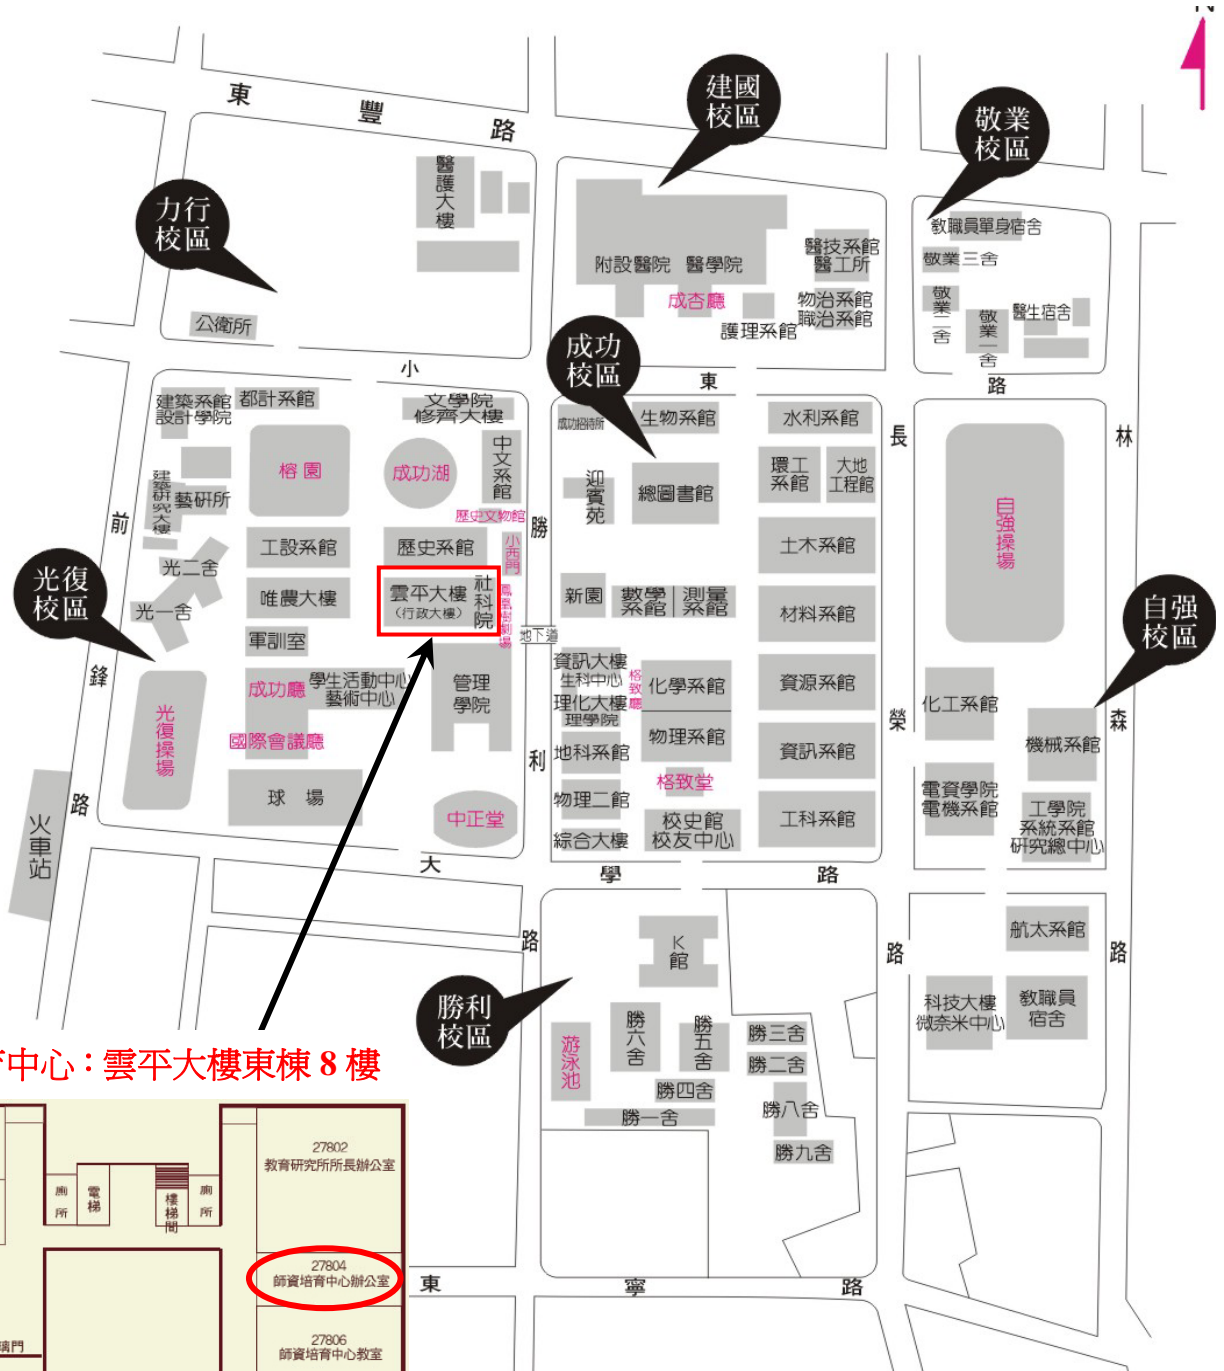 N
東豐路
建國
校區
敬業
校區
力行
校區
醫護大樓
附設醫院
醫學院
成杏廳
護理系館
醫技系館
醫工所
物治系館
職治系館
教職員單身宿舍
敬業三舍
敬業二舍
敬業一舍
醫生宿舍
公衛所
成功
校區
小東路
建築系館
設計學院
都計系館
文學院
修齊大樓
中文系館
榕園
成功湖
建築研究大樓
藝研所
歷史文物館
小西門
工設系館
歷史系館
光二舍
光一舍
唯農大樓
雲平大樓
(行政大樓)
社科院
鳳凰樹劇場
地下道
軍訓室
成功廳
學生活動中心
藝術中心
管理
學院
國際會議廳
光復操場
球場
中正堂
光復
校區
前鋒路
火車站
勝利路
成功招待所
生物系館
水利系館
迎賓苑
總圖書館
環工
系館
大地
工程館
土木系館
新園
數學
系館
測量
系館
材料系館
資訊大樓
生科中心
理化大樓
理學院
格致廳
化學系館
資源系館
地科系館
物理系館
資訊系館
物理二館
格致堂
綜合大樓
校史館
校友中心
工科系館
長榮路
林森路
自強操場
自强
校區
化工系館
機械系館
電資學院
電機系館
工學院
系統系館
研究總中心
大學路
航太系館
科技大樓
微奈米中心
教職員
宿舍
勝利
校區
K
館
游泳池
勝六舍
勝五舍
勝三舍
勝二舍
勝四舍
勝一舍
勝八舍
勝九舍
東寧路
中心：雲平大樓東棟 8 樓
27802
教育研究所所長辦公室
廁所
電梯
樓梯間
廁所
27804
師資培育中心辦公室
27806
師資培育中心教室
璃門